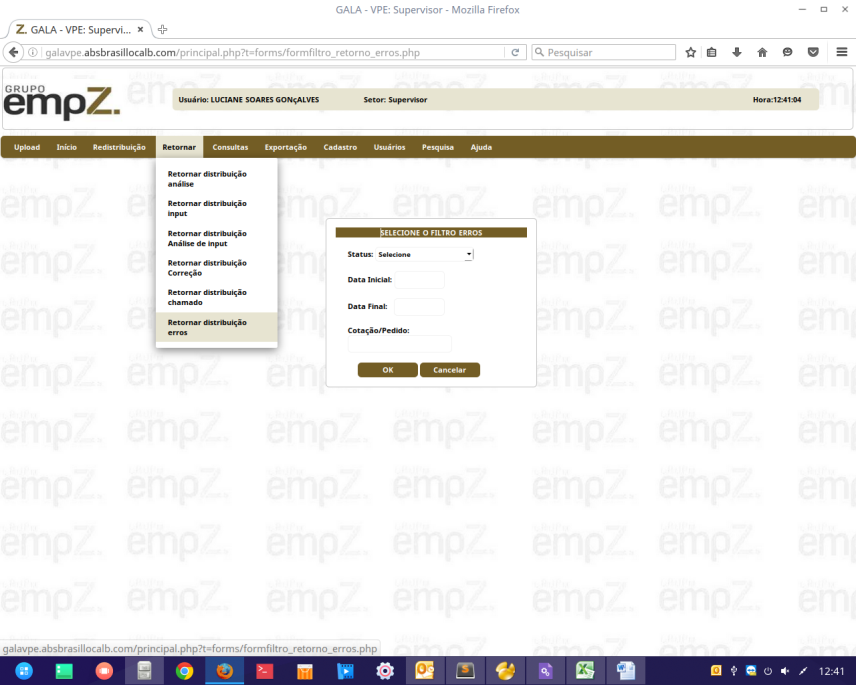 GALA - VPE: Supervisor - Mozilla Firefox
Z. GALA - VPE: Supervi...
galavpe.absbrasillocalb.com/principal.php?t=forms/formfiltro_retorno_erros.php
Pesquisar
GRUPO
empZ.
Usuário: LUCIANE SOARES GONçALVES Setor: Supervisor Hora:12:41:04
Upload Início Redistribuição Retornar Consultas Exportação Cadastro Usuários Pesquisa Ajuda
Retornar distribuição
análise
Retornar distribuição
input
Retornar distribuição
Análise de input
Retornar distribuição
Correção
Retornar distribuição
chamado
Retornar distribuição
erros
SELECIONE O FILTRO ERROS
Status: Selecione
Data Inicial:
Data Final:
Cotação/Pedido:
OK Cancelar
galavpe.absbrasillocalb.com/principal.php?t=forms/formfiltro_retorno_erros.php
12:41